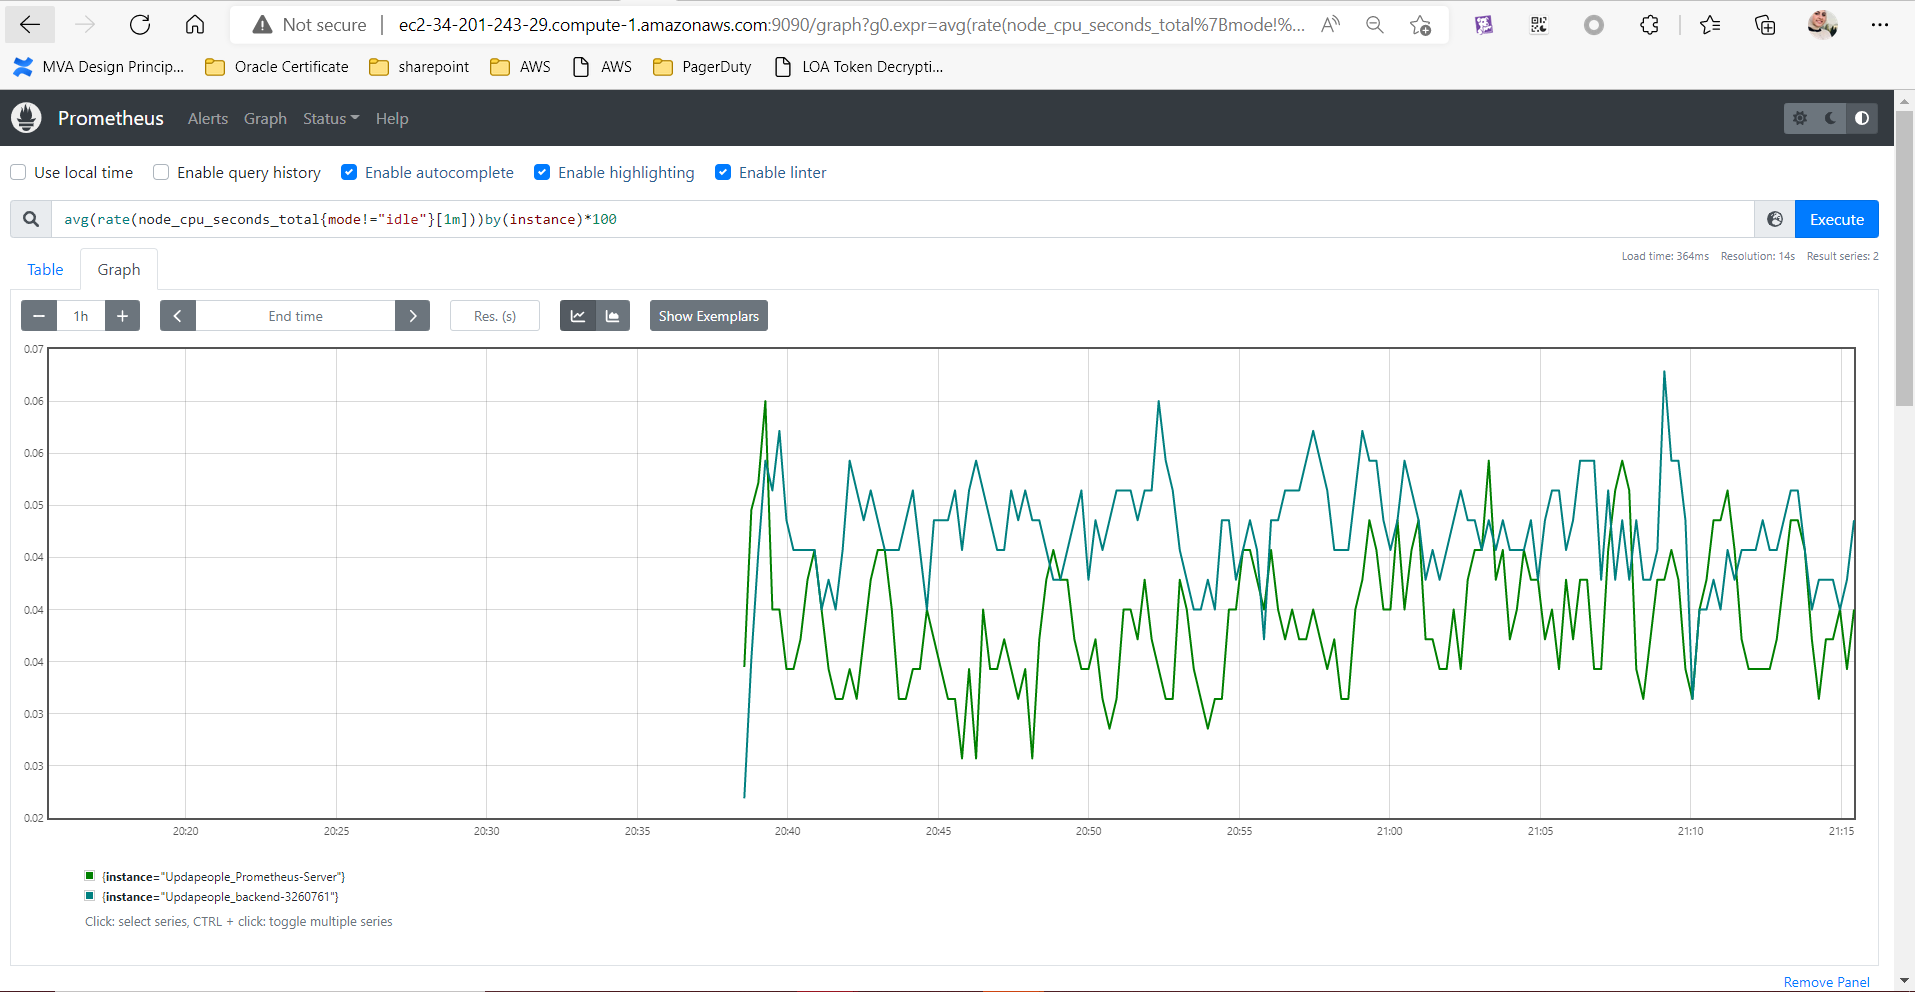 Not secure | ec2-34-201-243-29.compute-1.amazonaws.com:9090/graph?g0.expr=avg(rate(node_cpu_seconds_total%7Bmode!%...
MVA Design Princip... Oracle Certificate sharepoint AWS AWS PagerDuty LOA Token Decrypti...
Prometheus Alerts Graph Status Help
Use local time Enable query history Enable autocomplete Enable highlighting Enable linter
avg(rate(node_cpu_seconds_total{mode!="idle"}[1m]))by(instance)*100 Execute
Load time: 364ms Resolution: 14s Result series: 2
Table Graph
1h End time Res. (s) Show Exemplars
0.07
0.06
0.06
0.05
0.04
0.04
0.04
0.03
0.03
0.02
20:20 20:25 20:30 20:35 20:40 20:45 20:50 20:55 21:00 21:05 21:10 21:15
{instance="Updapeople_Prometheus-Server"}
{instance="Updapeople_backend-3260761"}
Click: select series, CTRL + click: toggle multiple series
Remove Panel